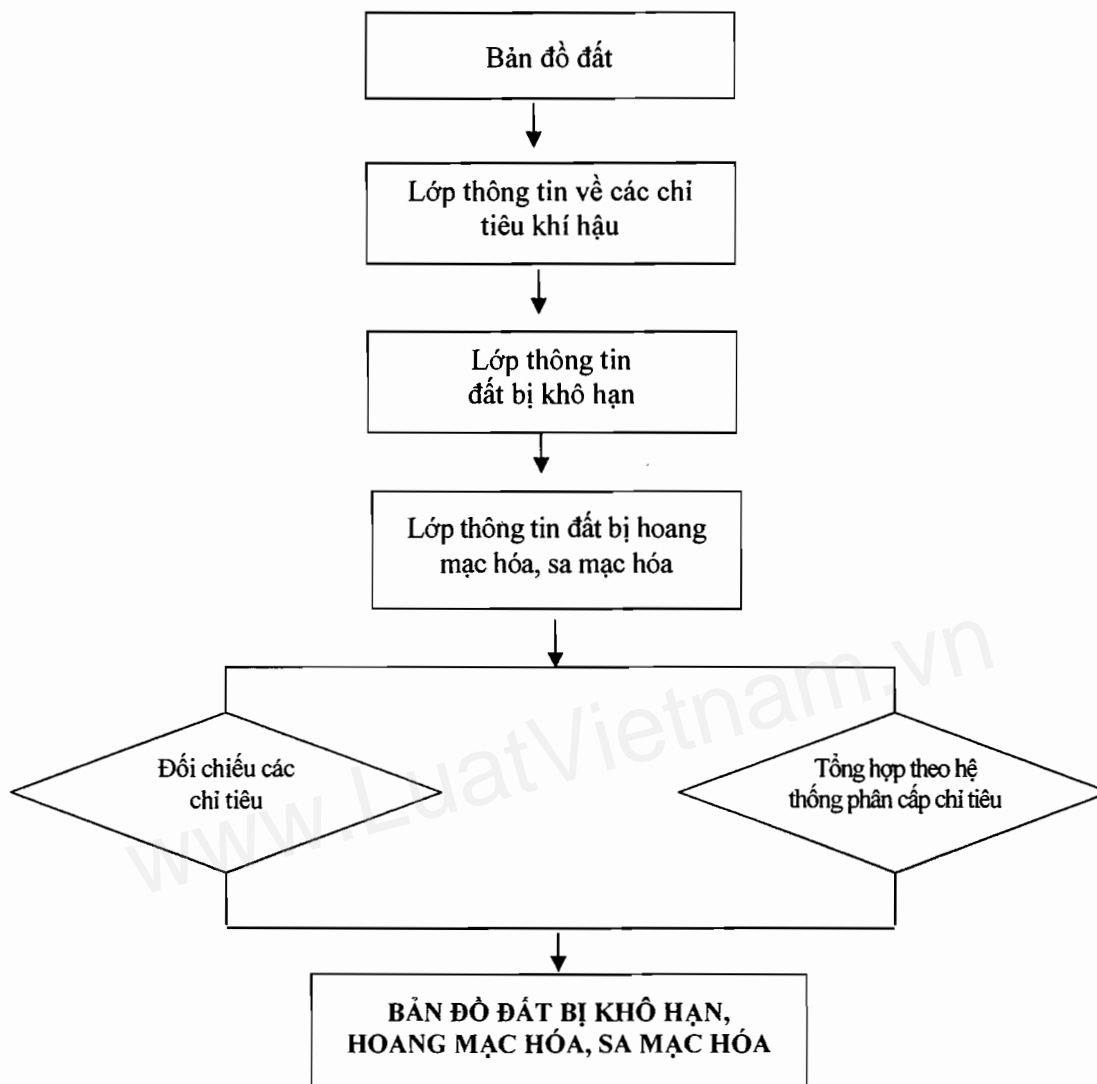 Bản đồ đất
Lớp thông tin về các chỉ
tiêu khí hậu
Lớp thông tin
đất bị khô hạn
Lớp thông tin đất bị hoang
mạc hóa, sa mạc hóa
Đối chiếu các
chỉ tiêu
Tổng hợp theo hệ
thống phân cấp chỉ tiêu
www.LuatVietnam.vn
BẢN ĐỒ ĐẤT BỊ KHÔ HẠN,
HOANG MẠC HÓA, SA MẠC HÓA